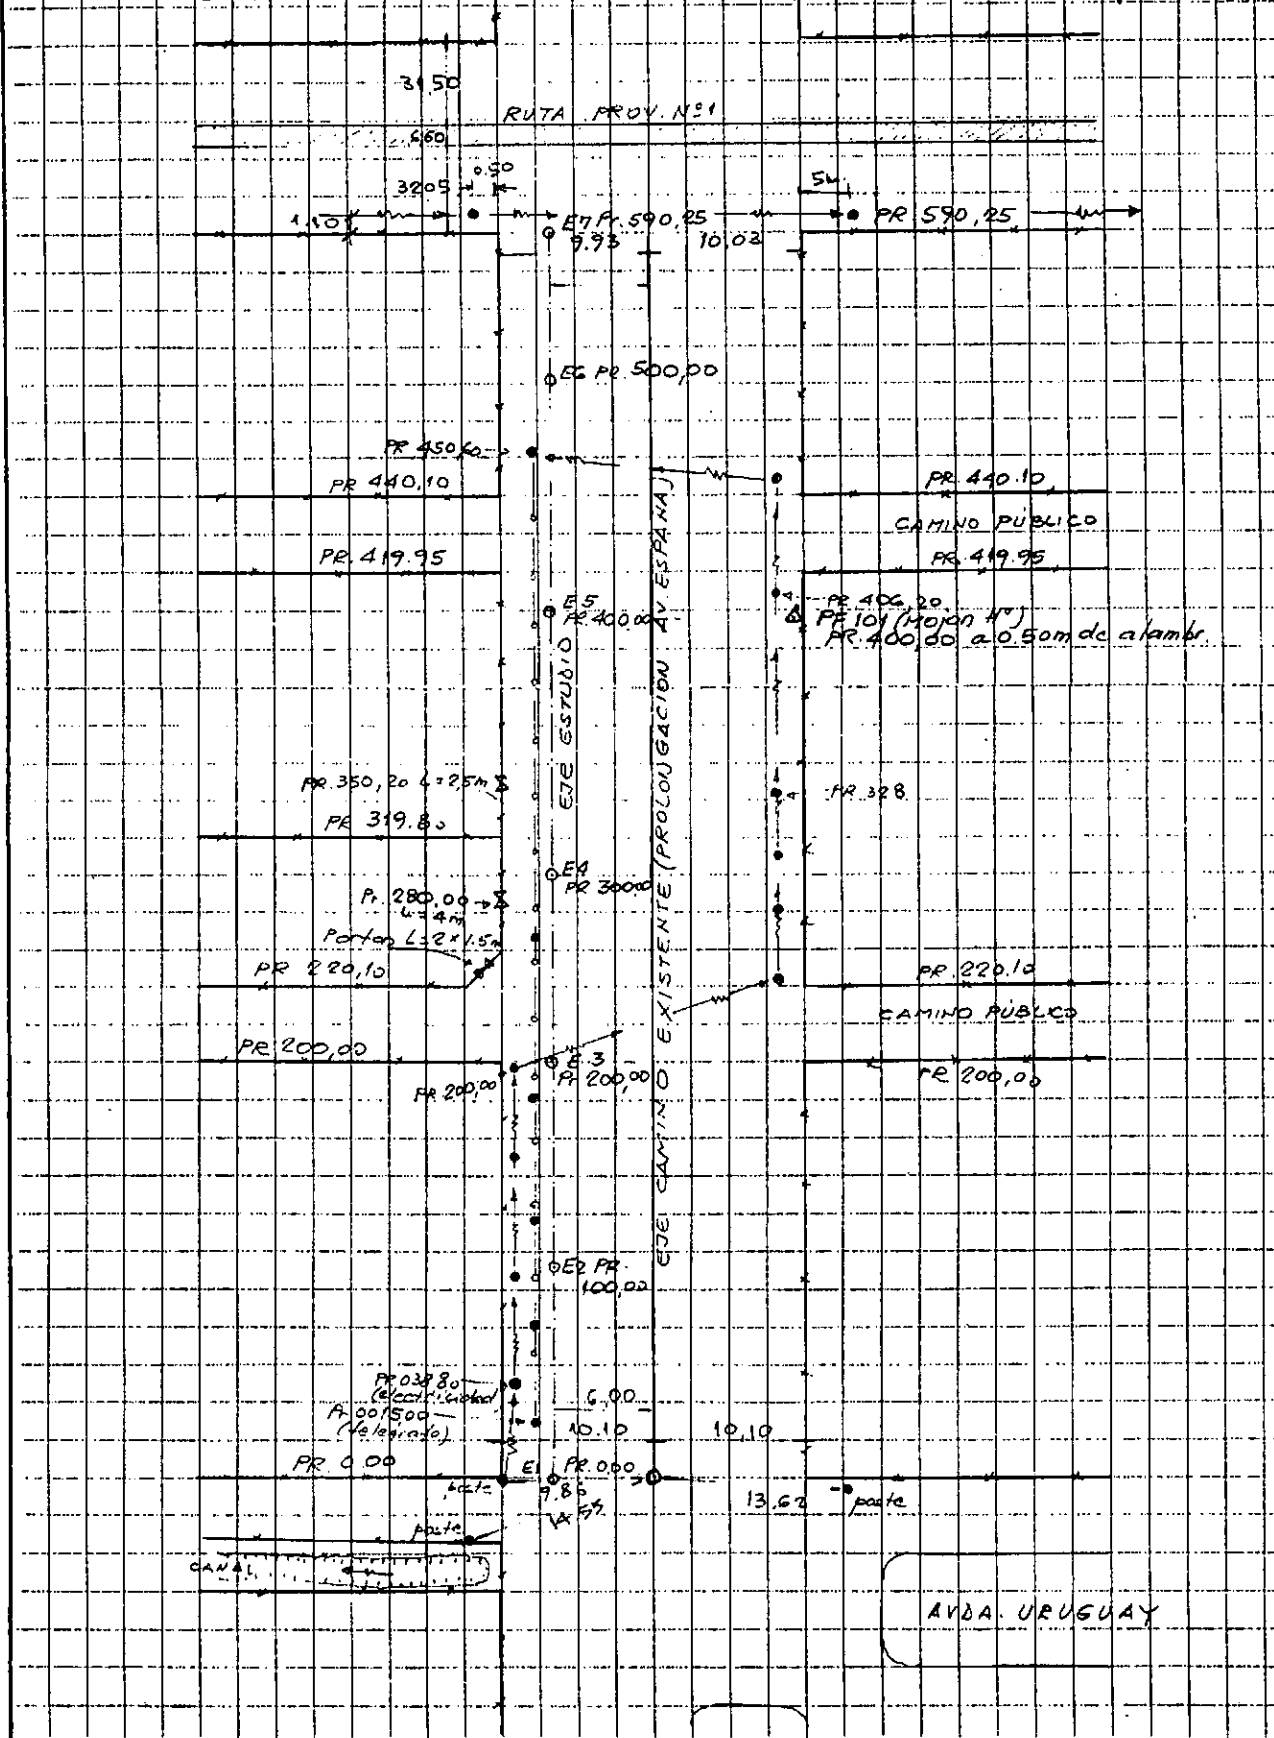 31,50
RUTA PROV. Nº1
6.60
0.50
3205
5m
1.10
E7 Pr. 590,25
PR 590,25
9.93
10,03
E6 PR 500,00
PR 450,60
PR 440,10
PR 440.10
CAMINO PÚBLICO
PR. 419.95
PR. 419.95
E5
PR 400.00
PR 406,20
PF 101 (Mojón Hº)
PR. 400,00 a 0.50m de alambr.
EJE ESTUDIO
EJE CAMINO EXISTENTE (PROLONGACION AV. ESPAÑA)
PR. 350,20 L=2,5m
PR 328
PR 319.80
E4
PR 300.00
Pr. 280,00
L=4m
Porton L=2x1.5m
PR 220,10
PR. 220.10
CAMINO PÚBLICO
PR 200,00
E.3
Pr 200,00
PR 200,00
PR 200,00
E2 PR.
100,00
PR 038 80
(electricidad
Pr 001500
(telegrafo)
6,00
10.10
10,10
PR 0.00
E1
PR. 0.00
poste
9.86
13.62
poste
poste
CANAL
AVDA. URUGUAY